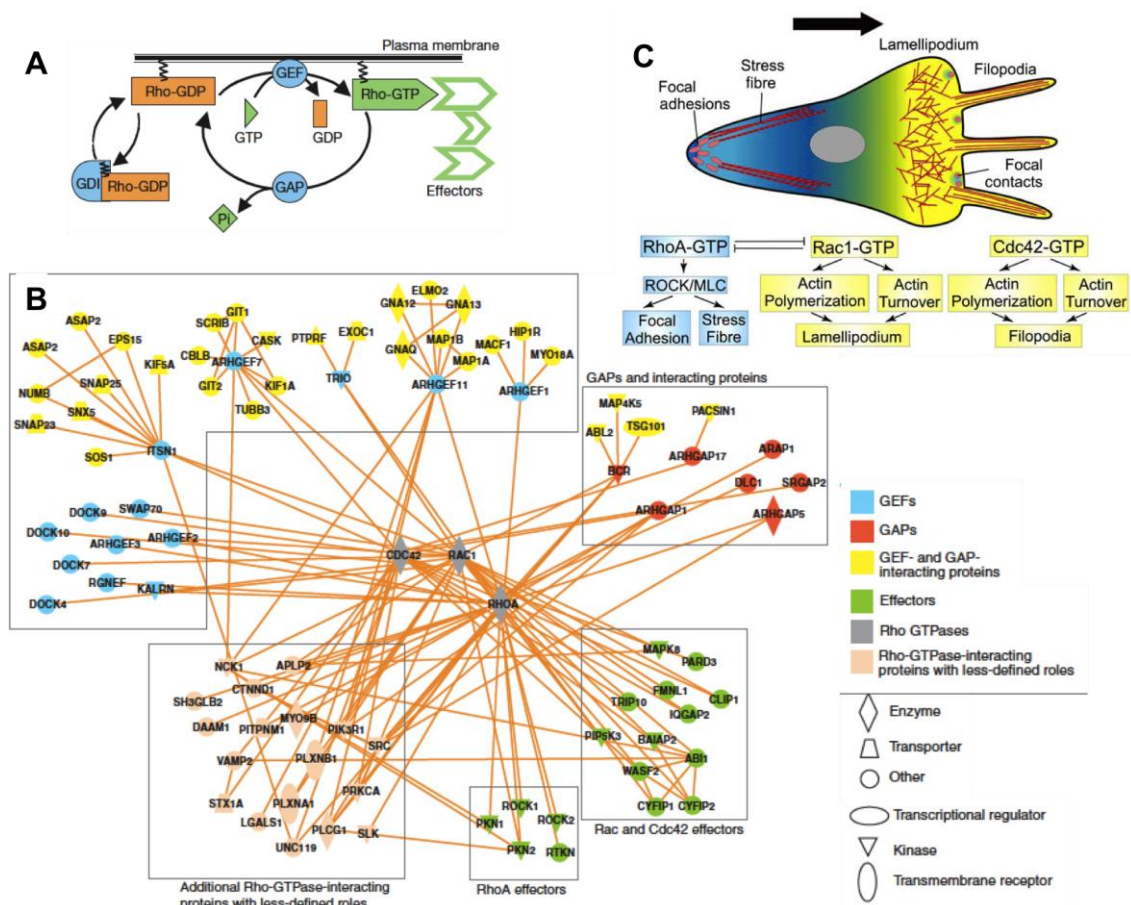 A
Plasma membrane
GEF
Rho-GDP
Rho-GTP
GTP
GDP
GDI
Rho-GDP
GAP
Pi
Effectors
C
Lamellipodium
Filopodia
Stress
fibre
Focal
adhesions
Focal
contacts
RhoA-GTP
Rac1-GTP
Cdc42-GTP
ROCK/MLC
Actin
Polymerization
Actin
Turnover
Actin
Polymerization
Actin
Turnover
Focal
Adhesion
Stress
Fibre
Lamellipodium
Filopodia
B
ASAP2
ASAP2
EPS15
KIF5A
NUMB
SNAP25
SNX5
SNAP23
SOS1
ITSN1
SCRIB
GIT1
CASK
CBLB
ARHGEF7
GIT2
KIF1A
TUBB3
PTPRF
EXOC1
TRIO
ELMO2
GNA12
GNA13
GNAQ
MAP1B
MAP1A
ARHGEF11
HIP1R
MACF1
MYO18A
ARHGEF1
GAPs and interacting proteins
MAP4K5
PACSIN1
ABL2
TSG101
ARHGAP17
ARAP1
BCR
DLC1
SRGAP2
ARHGAP1
ARHGAP5
DOCK9
SWAP70
DOCK10
ARHGEF3
ARHGEF2
DOCK7
RGNEF
KALRN
DOCK4
CDC42
RAC1
RHOA
NCK1
APLP2
CTNND1
SH3GLB2
MYO9B
DAAM1
PITPNM1
PIK3R1
SRC
VAMP2
PLXNB1
STX1A
PLXNA1
PRKCA
LGALS1
PLCG1
SLK
UNC119
Additional Rho-GTPase-interacting
proteins with less-defined roles
ROCK1
PKN1
ROCK2
PKN2
RTKN
RhoA effectors
MAPK8
PARD3
FMNL1
CLIP1
TRIP10
IQGAP2
PIP5K3
BAIAP2
ABI1
WASF2
CYFIP1
CYFIP2
Rac and Cdc42 effectors
GEFs
GAPs
GEF- and GAP-
interacting proteins
Effectors
Rho GTPases
Rho-GTPase-interacting
proteins with less-defined roles
Enzyme
Transporter
Other
Transcriptional regulator
Kinase
Transmembrane receptor